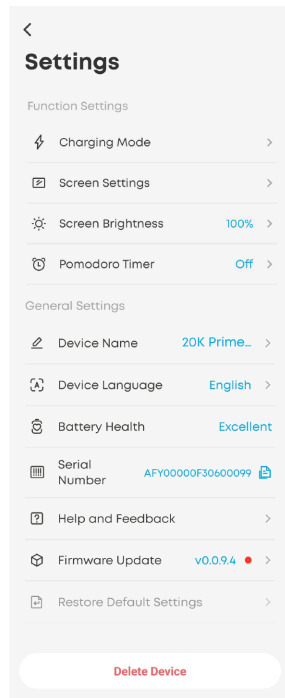 Settings
Function Settings
Charging Mode
Screen Settings
Screen Brightness 100%
Pomodoro Timer Off
General Settings
Device Name 20K Prime...
Device Language English
Battery Health Excellent
Serial
Number AFY00000F30600099
Help and Feedback
Firmware Update v0.0.9.4
Restore Default Settings
Delete Device